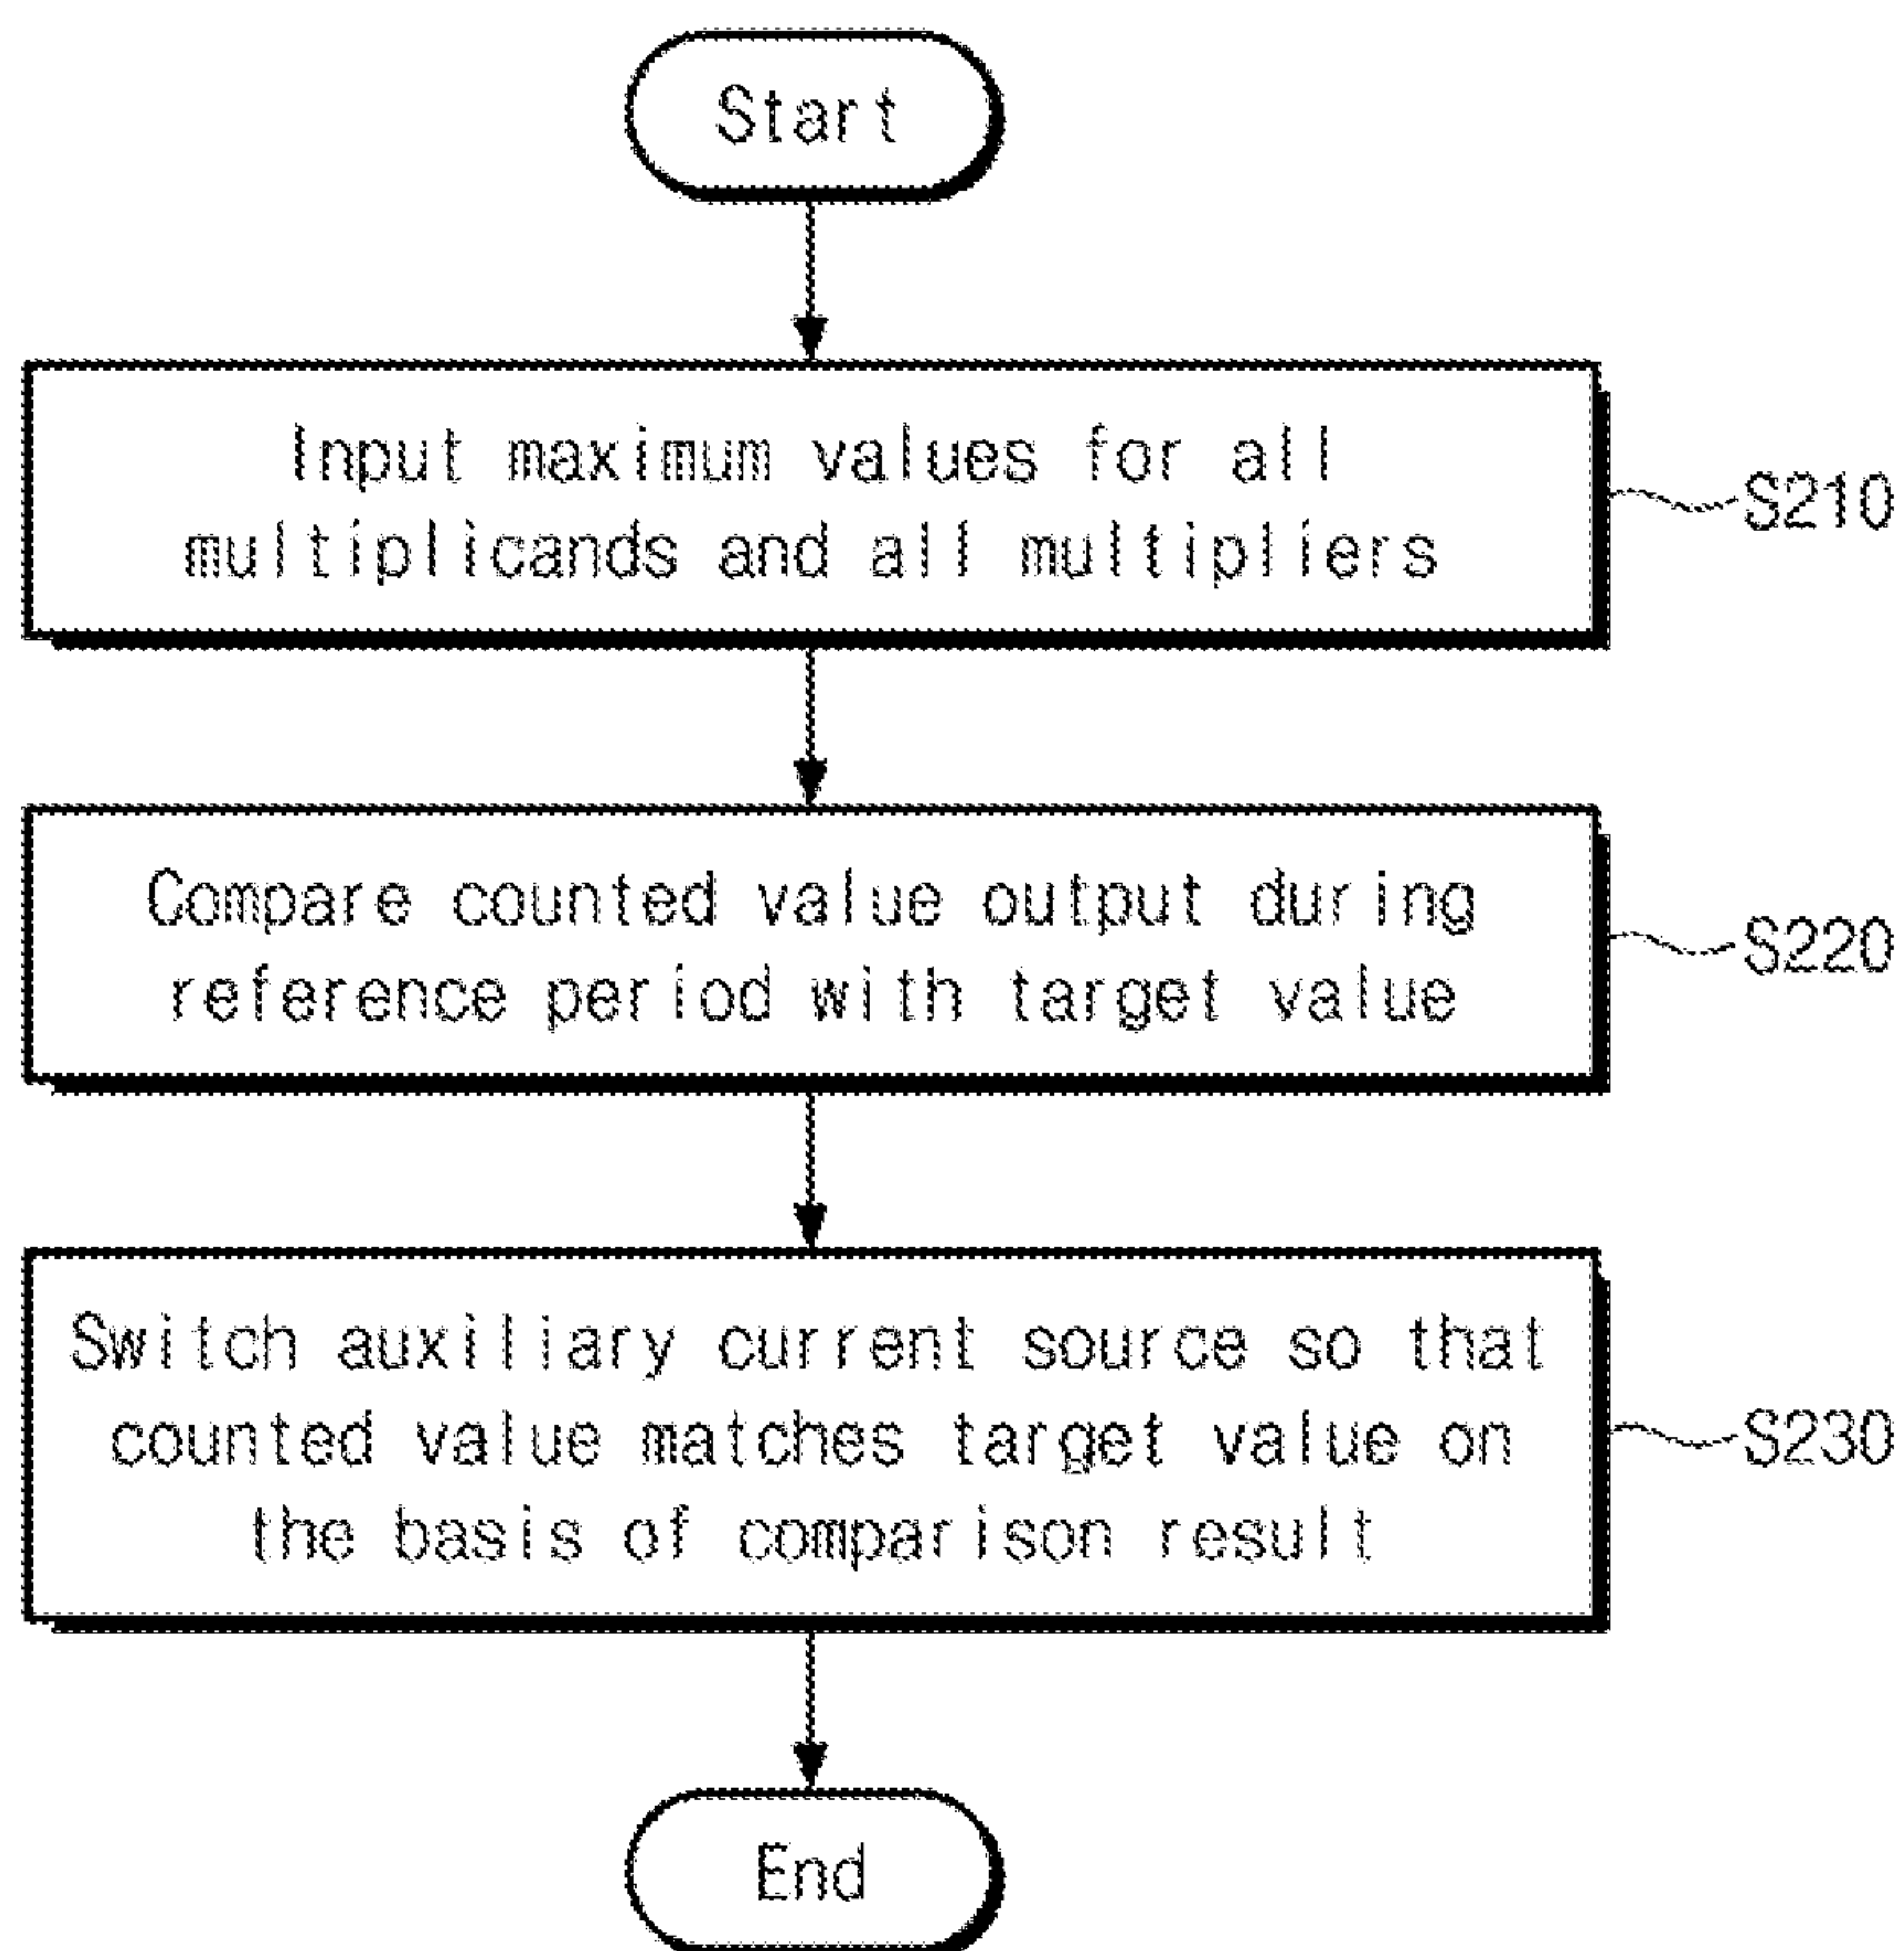 Start
Input maximum values for all
multiplicands and all multipliers
S210
Compare counted value output during
reference period with target value
S220
Switch auxiliary current source so that
counted value matches target value on
the basis of comparison result
S230
End